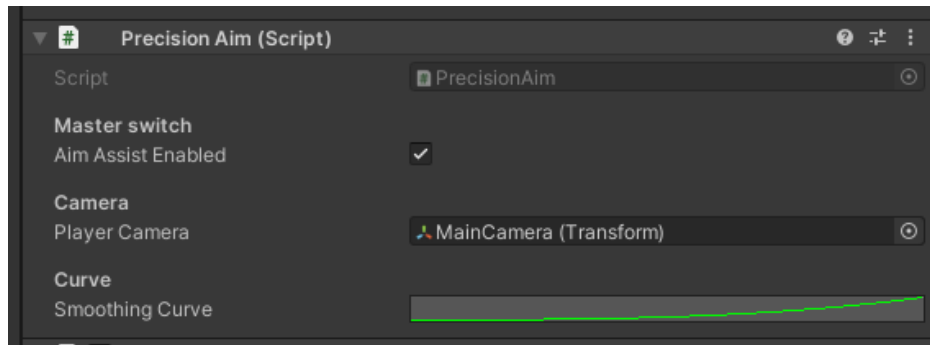 Precision Aim (Script)
Script PrecisionAim
Master switch
Aim Assist Enabled
Camera
Player Camera MainCamera (Transform)
Curve
Smoothing Curve